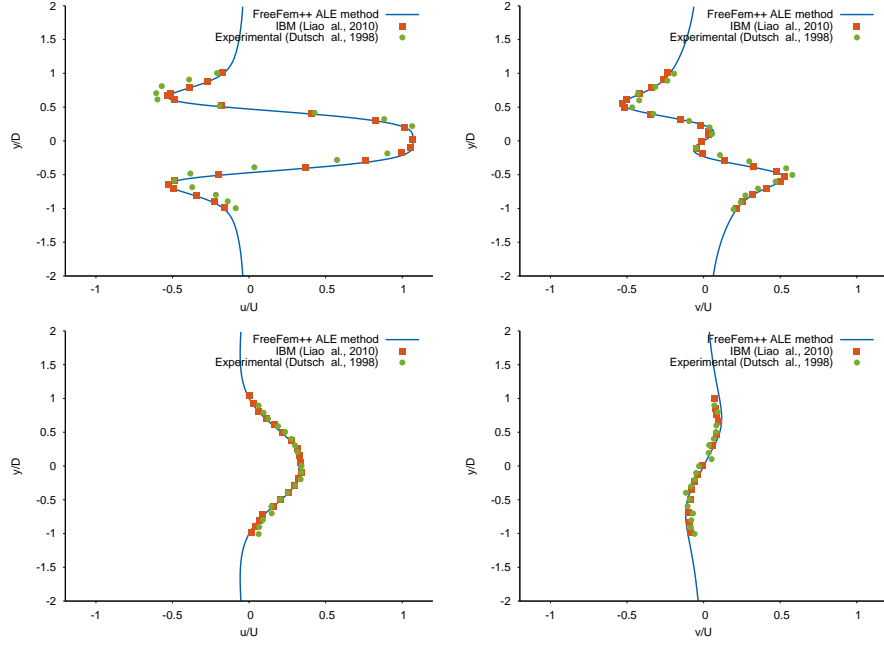 2
1.5
1
0.5
0
-0.5
-1
-1.5
-2
y/D
-1
-0.5
0
0.5
1
u/U
FreeFem++ ALE method
IBM (Liao al., 2010)
Experimental (Dutsch al., 1998)
2
1.5
1
0.5
0
-0.5
-1
-1.5
-2
y/D
-1
-0.5
0
0.5
1
v/U
FreeFem++ ALE method
IBM (Liao al., 2010)
Experimental (Dutsch al., 1998)
2
1.5
1
0.5
0
-0.5
-1
-1.5
-2
y/D
-1
-0.5
0
0.5
1
u/U
FreeFem++ ALE method
IBM (Liao al., 2010)
Experimental (Dutsch al., 1998)
2
1.5
1
0.5
0
-0.5
-1
-1.5
-2
y/D
-1
-0.5
0
0.5
1
v/U
FreeFem++ ALE method
IBM (Liao al., 2010)
Experimental (Dutsch al., 1998)